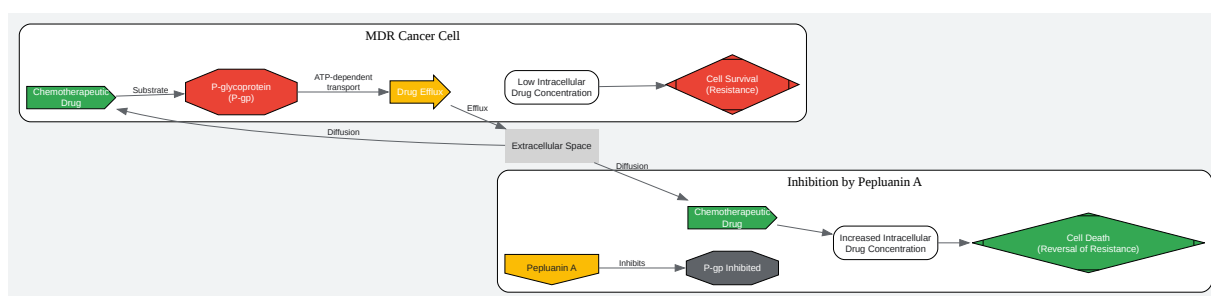 MDR Cancer Cell
Chemotherapeutic
Drug
Substrate
P-glycoprotein
(P-gp)
ATP-dependent
transport
Drug Efflux
Low Intracellular
Drug Concentration
Cell Survival
(Resistance)
Efflux
Diffusion
Extracellular Space
Diffusion
Inhibition by Pepluanin A
Chemotherapeutic
Drug
Increased Intracellular
Drug Concentration
Cell Death
(Reversal of Resistance)
Pepluanin A
Inhibits
P-gp Inhibited